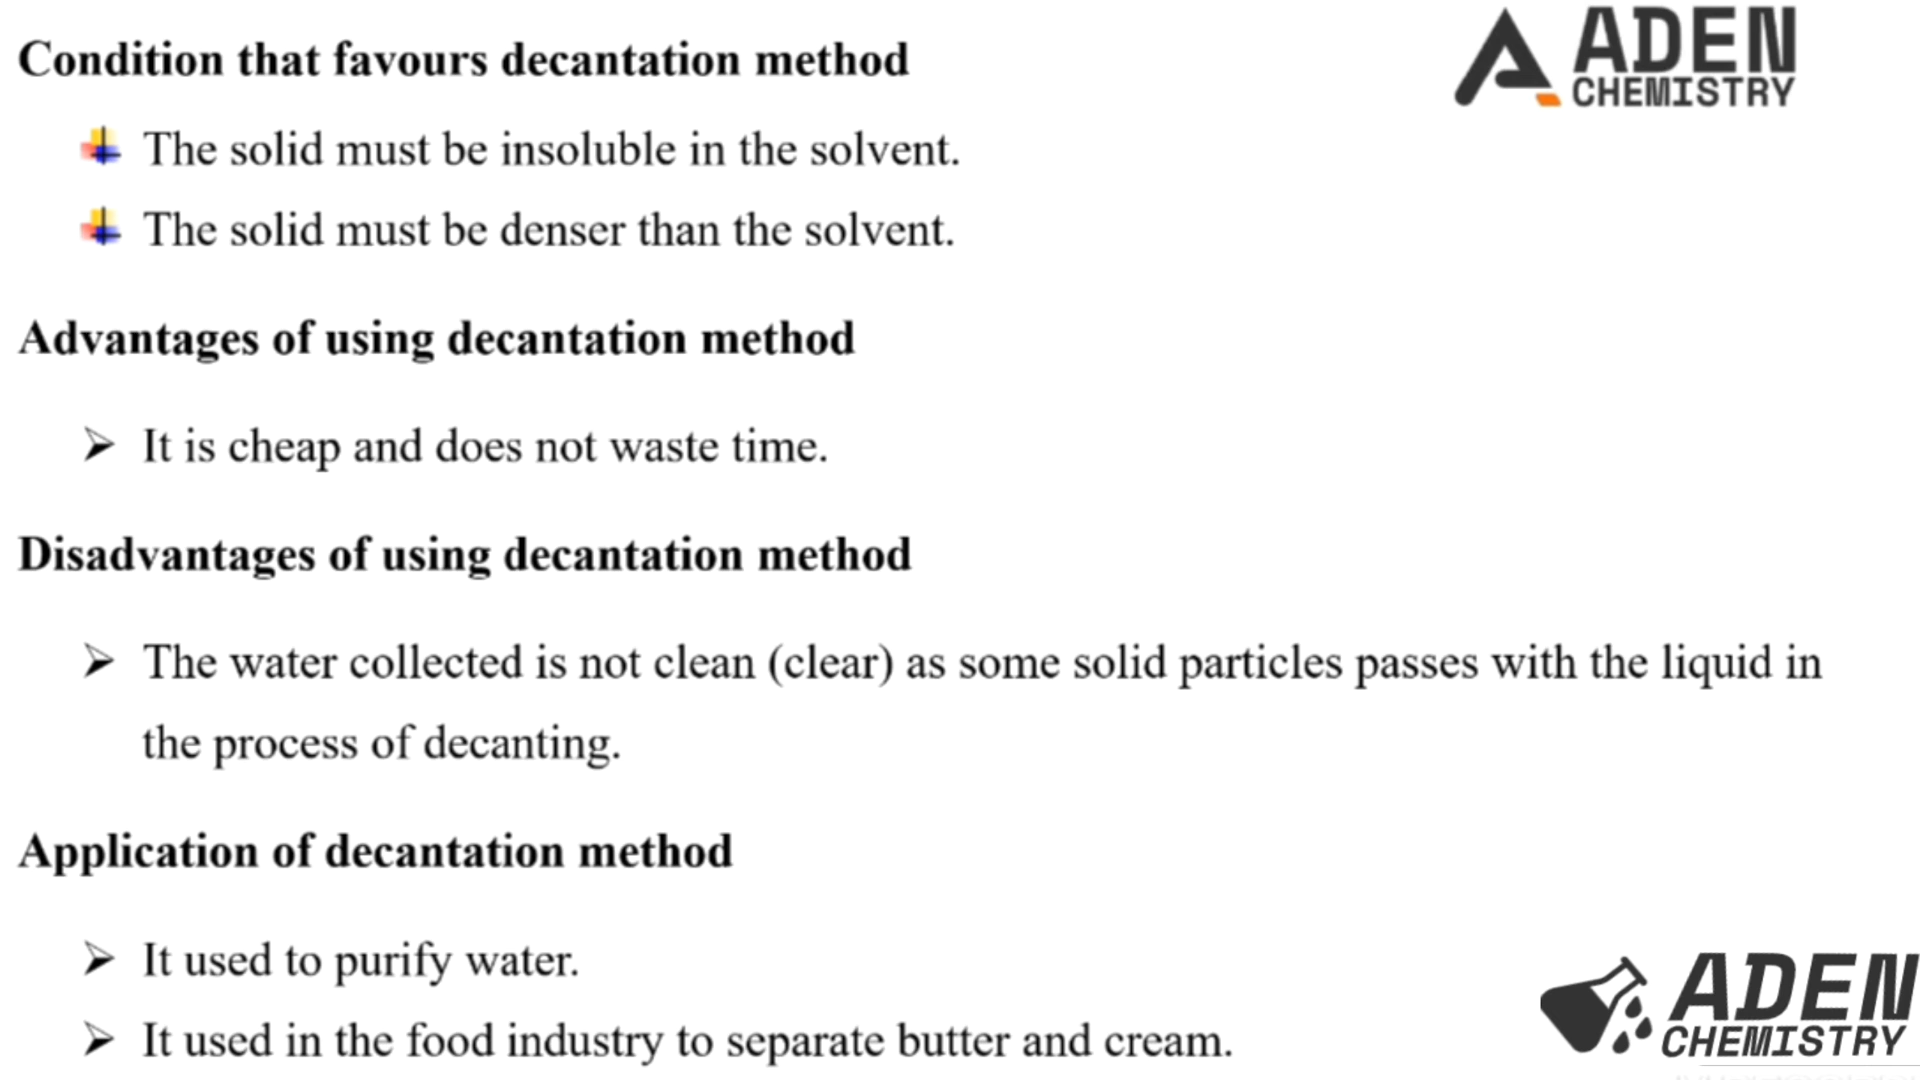 Condition that favours decantation method
ADEN
CHEMISTRY
The solid must be insoluble in the solvent.
The solid must be denser than the solvent.
Advantages of using decantation method
It is cheap and does not waste time.
Disadvantages of using decantation method
The water collected is not clean (clear) as some solid particles passes with the liquid in
the process of decanting.
Application of decantation method
It used to purify water.
It used in the food industry to separate butter and cream.
ADEN
CHEMISTRY